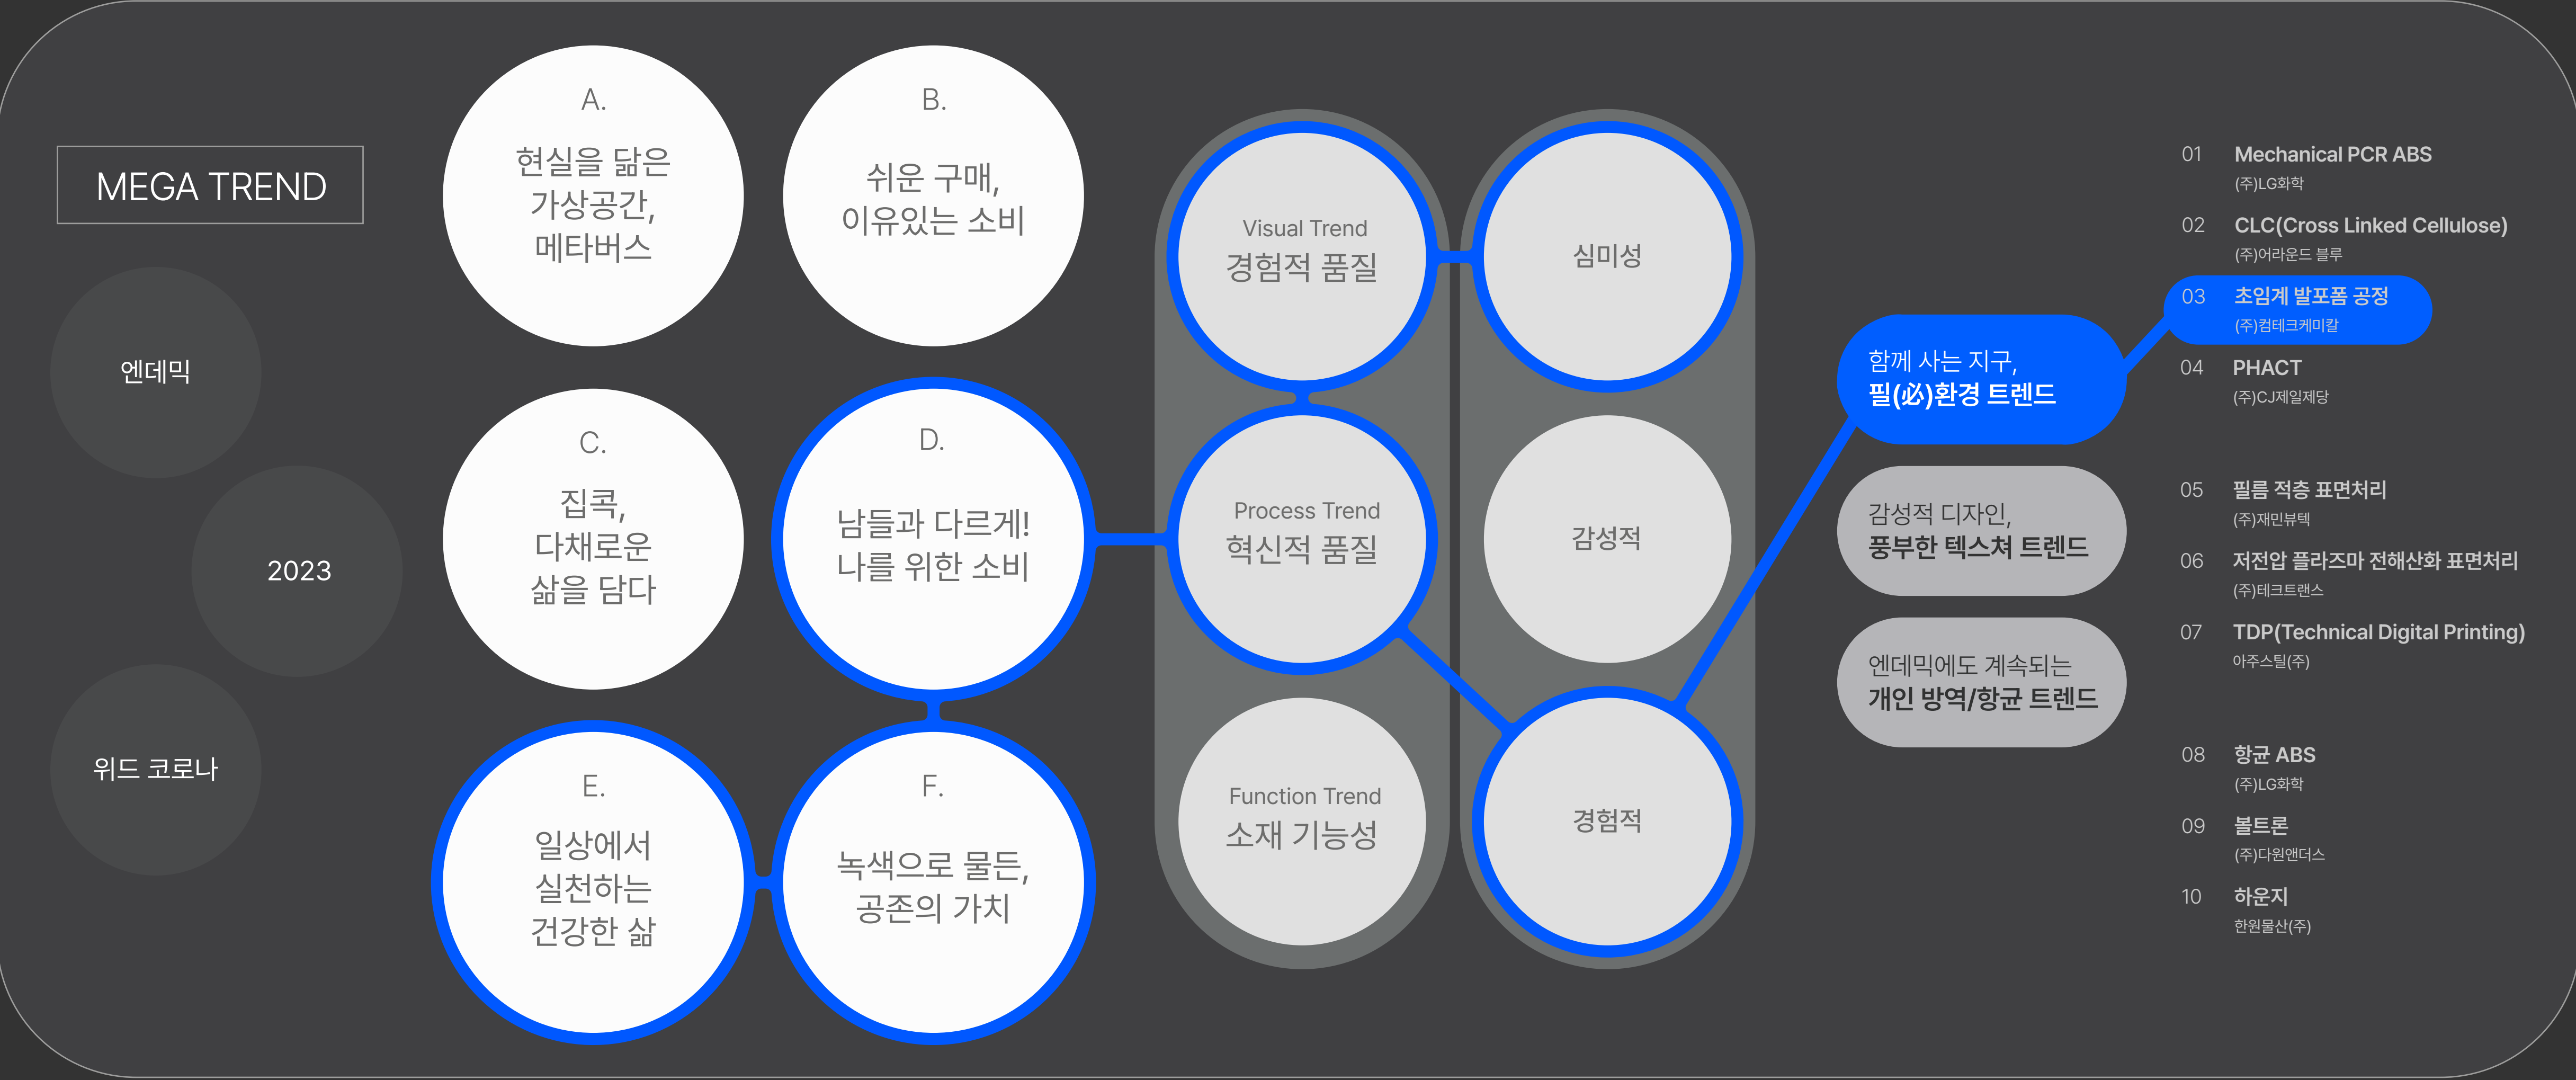 MEGA TREND
엔데믹
2023
위드 코로나
A.
현실을 닮은
가상공간,
메타버스
B.
쉬운 구매,
이유있는 소비
C.
집콕,
다채로운
삶을 담다
D.
남들과 다르게!
나를 위한 소비
E.
일상에서
실천하는
건강한 삶
F.
녹색으로 물든,
공존의 가치
Visual Trend
경험적 품질
Process Trend
혁신적 품질
Function Trend
소재 기능성
심미성
감성적
경험적
함께 사는 지구,
필(必)환경 트렌드
감성적 디자인,
풍부한 텍스쳐 트렌드
엔데믹에도 계속되는
개인 방역/항균 트렌드
01 Mechanical PCR ABS
(주)LG화학
02 CLC(Cross Linked Cellulose)
(주)어라운드 블루
03 초임계 발포폼 공정
(주)컴테크케미칼
04 PHACT
(주)CJ제일제당
05 필름 적층 표면처리
(주)재민뷰텍
06 저전압 플라즈마 전해산화 표면처리
(주)테크트랜스
07 TDP(Technical Digital Printing)
아주스틸(주)
08 항균 ABS
(주)LG화학
09 볼트론
(주)다원앤더스
10 하운지
한원물산(주)